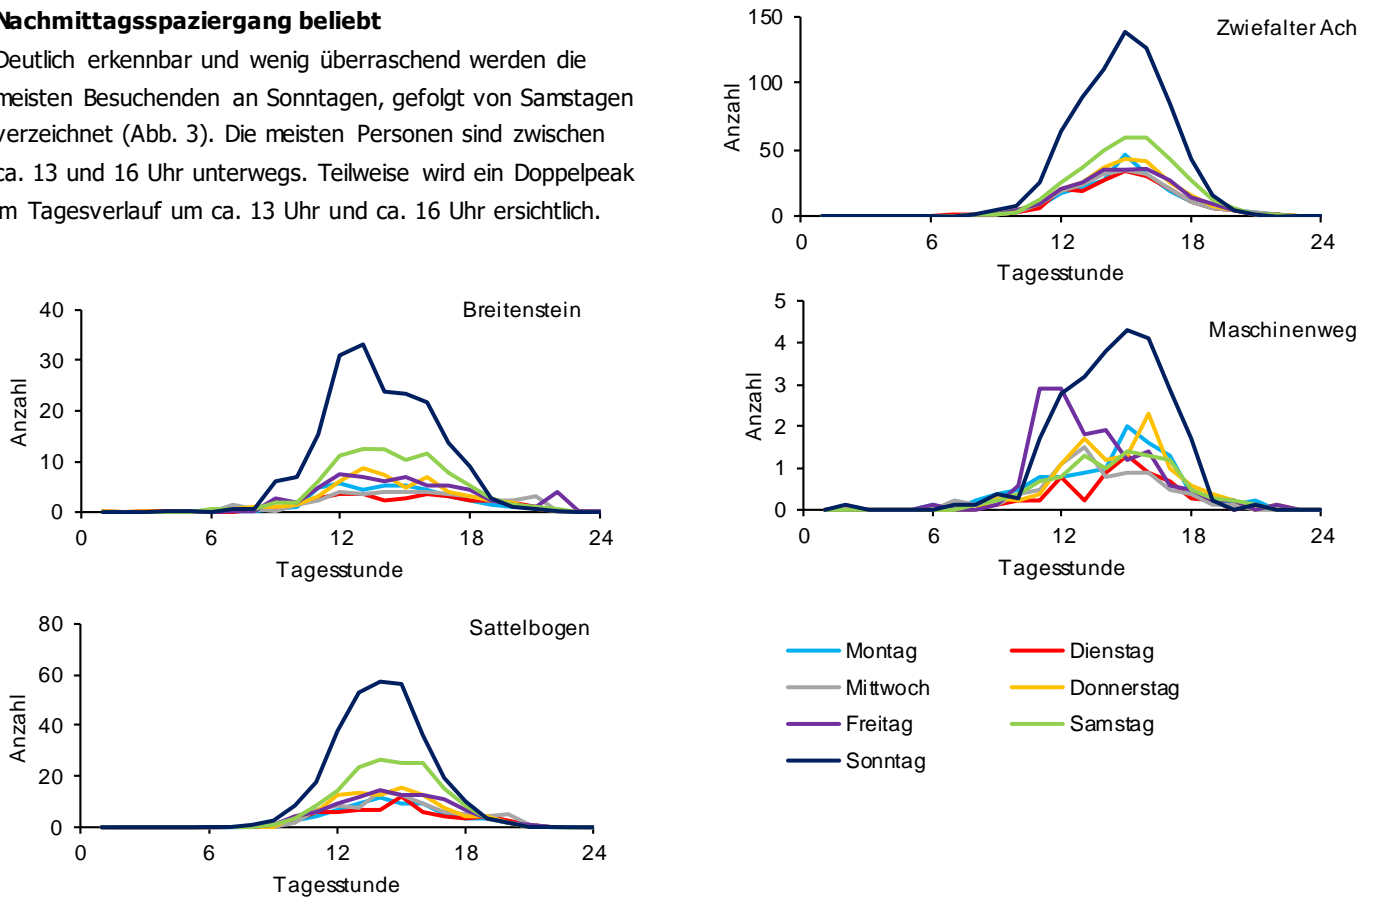 Nachmittagsspaziergang beliebt
Deutlich erkennbar und wenig überraschend werden die
meisten Besuchenden an Sonntagen, gefolgt von Samstagen
verzeichnet (Abb. 3). Die meisten Personen sind zwischen
ca. 13 und 16 Uhr unterwegs. Teilweise wird ein Doppelpeak
im Tagesverlauf um ca. 13 Uhr und ca. 16 Uhr ersichtlich.
Zwiefalter Ach
Anzahl
150
100
50
0
0 6 12 18 24
Tagesstunde
Breitenstein
Anzahl
40
30
20
10
0
0 6 12 18 24
Tagesstunde
Maschinenweg
Anzahl
5
4
3
2
1
0
0 6 12 18 24
Tagesstunde
Sattelbogen
Anzahl
80
60
40
20
0
0 6 12 18 24
Tagesstunde
Montag
Dienstag
Mittwoch
Donnerstag
Freitag
Samstag
Sonntag